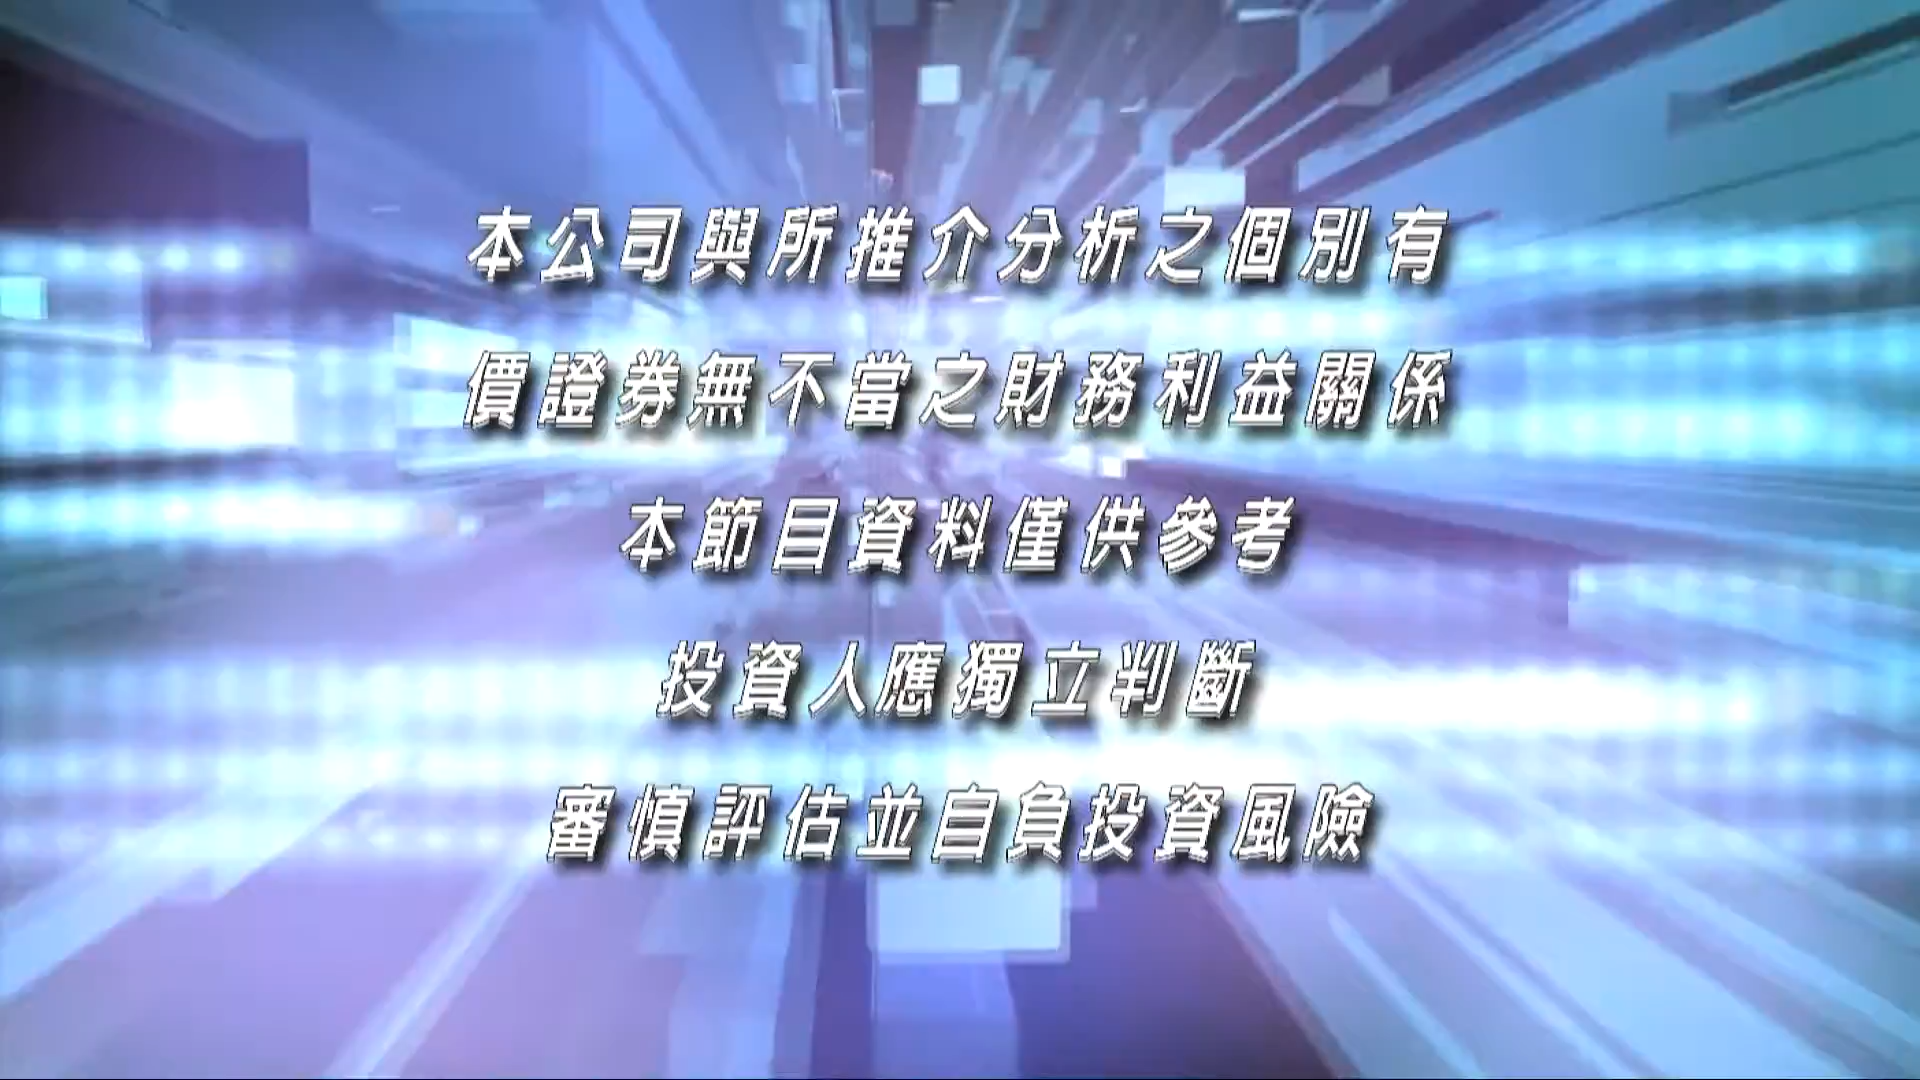 本公司與所推介分析之個別有
價證券無不當之財務利益關係
本節目資料僅供參考
投資人應獨立判斷
審慎評估並自負投資風險